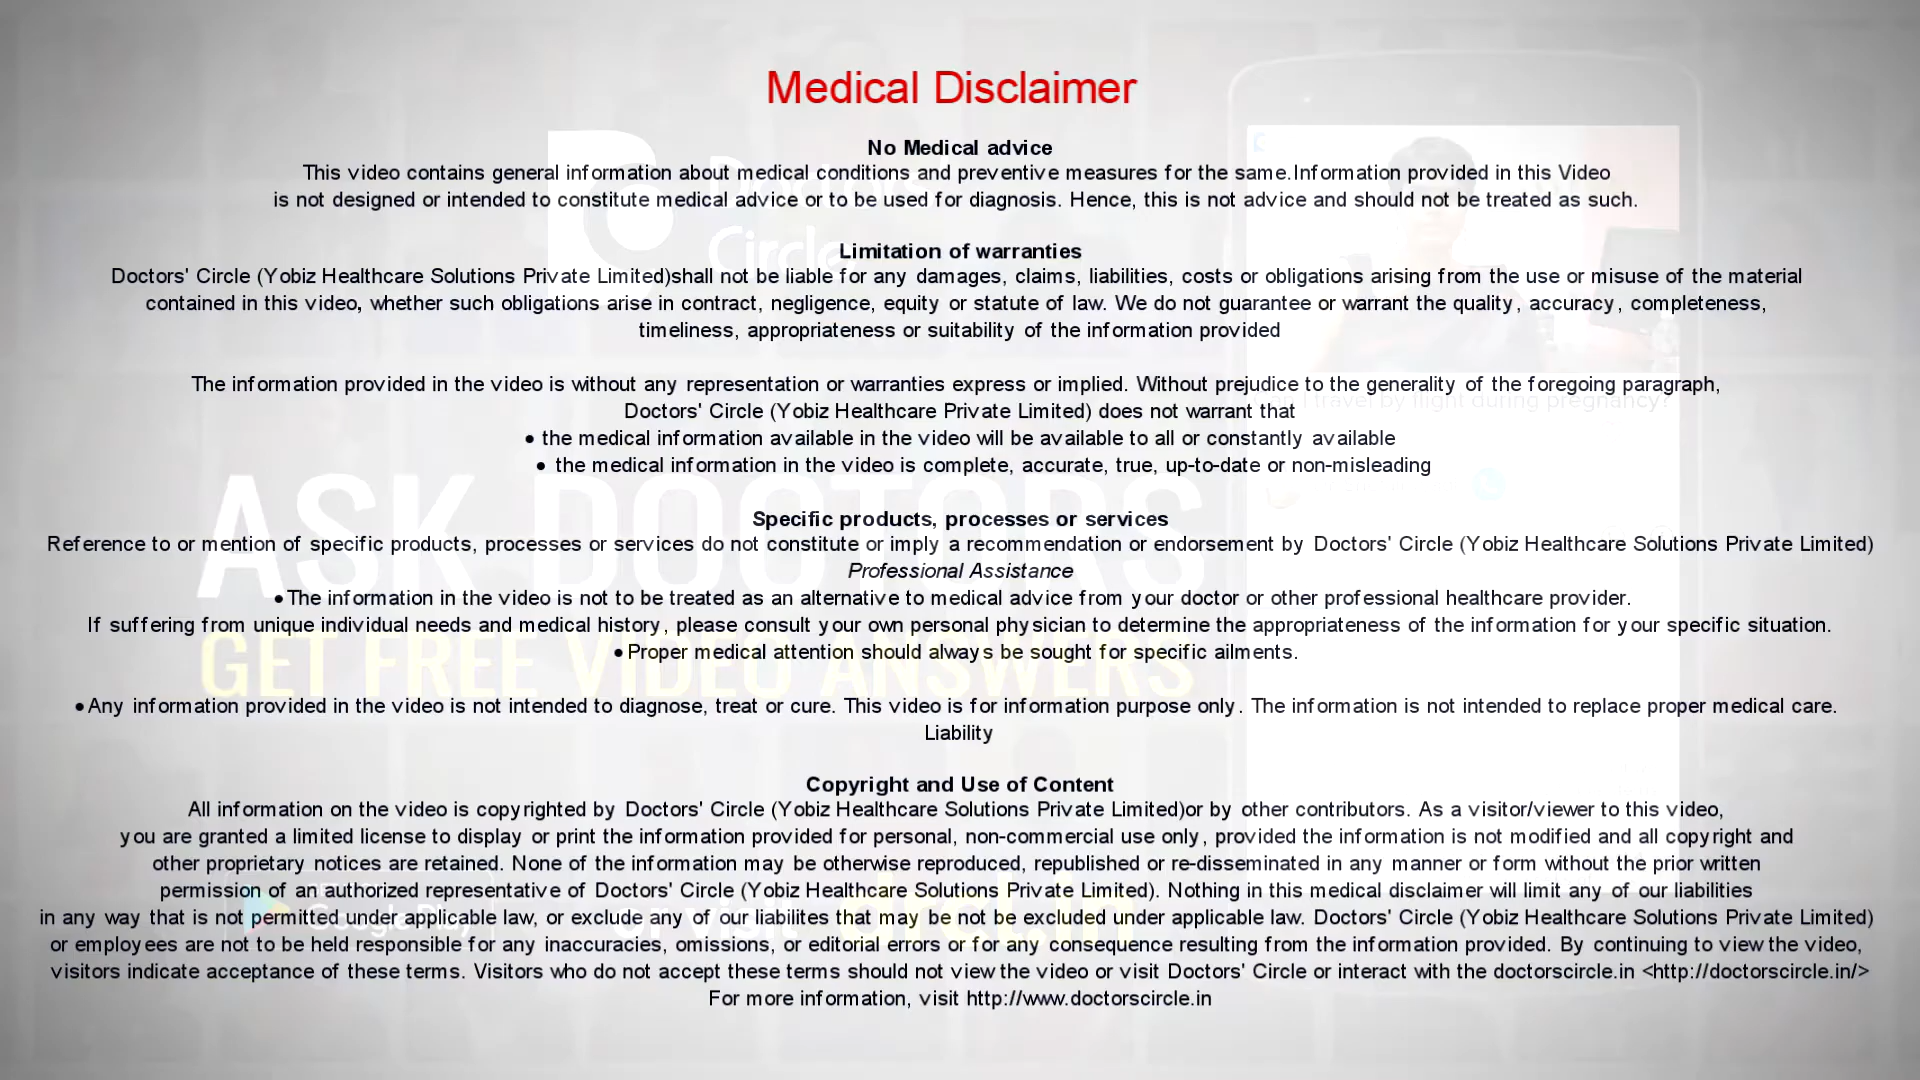 Medical Disclaimer
No Medical advice
This video contains general information about medical conditions and preventive measures for the same.Information provided in this Video
is not designed or intended to constitute medical advice or to be used for diagnosis. Hence, this is not advice and should not be treated as such.
Limitation of warranties
Doctors' Circle (Yobiz Healthcare Solutions Private Limited)shall not be liable for any damages, claims, liabilities, costs or obligations arising from the use or misuse of the material
contained in this video, whether such obligations arise in contract, negligence, equity or statute of law. We do not guarantee or warrant the quality, accuracy, completeness,
timeliness, appropriateness or suitability of the information provided
The information provided in the video is without any representation or warranties express or implied. Without prejudice to the generality of the foregoing paragraph,
Doctors' Circle (Yobiz Healthcare Private Limited) does not warrant that
• the medical information available in the video will be available to all or constantly available
• the medical information in the video is complete, accurate, true, up-to-date or non-misleading
Specific products, processes or services
Reference to or mention of specific products, processes or services do not constitute or imply a recommendation or endorsement by Doctors' Circle (Yobiz Healthcare Solutions Private Limited)
Professional Assistance
•The information in the video is not to be treated as an alternative to medical advice from your doctor or other professional healthcare provider.
If suffering from unique individual needs and medical history, please consult your own personal physician to determine the appropriateness of the information for your specific situation.
•Proper medical attention should always be sought for specific ailments.
•Any information provided in the video is not intended to diagnose, treat or cure. This video is for information purpose only. The information is not intended to replace proper medical care.
Liability
Copyright and Use of Content
All information on the video is copyrighted by Doctors' Circle (Yobiz Healthcare Solutions Private Limited)or by other contributors. As a visitor/viewer to this video,
you are granted a limited license to display or print the information provided for personal, non-commercial use only, provided the information is not modified and all copyright and
other proprietary notices are retained. None of the information may be otherwise reproduced, republished or re-disseminated in any manner or form without the prior written
permission of an authorized representative of Doctors' Circle (Yobiz Healthcare Solutions Private Limited). Nothing in this medical disclaimer will limit any of our liabilities
in any way that is not permitted under applicable law, or exclude any of our liabilites that may be not be excluded under applicable law. Doctors' Circle (Yobiz Healthcare Solutions Private Limited)
or employees are not to be held responsible for any inaccuracies, omissions, or editorial errors or for any consequence resulting from the information provided. By continuing to view the video,
visitors indicate acceptance of these terms. Visitors who do not accept these terms should not view the video or visit Doctors' Circle or interact with the doctorscircle.in <http://doctorscircle.in/>
For more information, visit http://www.doctorscircle.in
Doctors'
Circle
ASK DOCTORS
GET FREE VIDEO ANSWERS
Google Play
or visit drcl.in
Can I travel by flight during pregnancy?